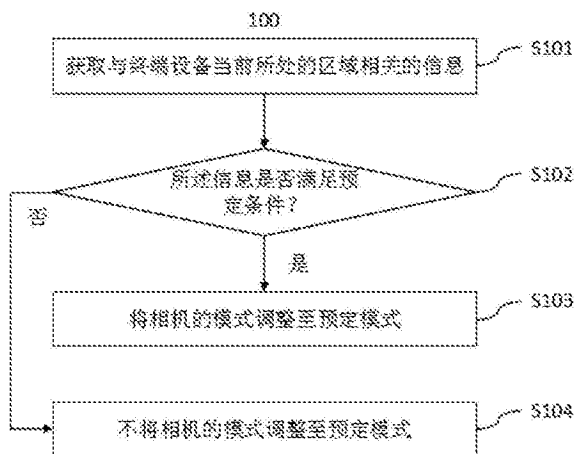 100
获取与终端设备当前所处的区域相关的信息
S101
所述信息是否满足预
定条件？
S102
否
是
将相机的模式调整至预定模式
S103
不将相机的模式调整至预定模式
S104